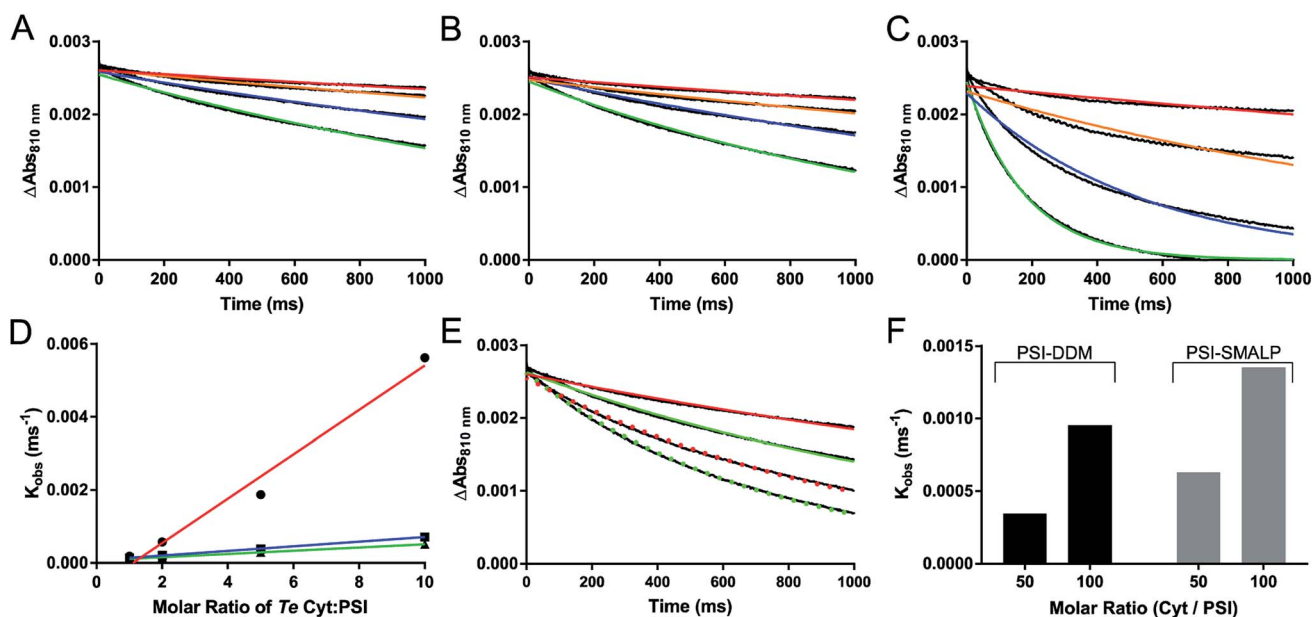 A
0.003
0.002
0.001
0.000
ΔAbs810 nm
0 200 400 600 800 1000
Time (ms)
B
0.003
0.002
0.001
0.000
ΔAbs810 nm
0 200 400 600 800 1000
Time (ms)
C
0.003
0.002
0.001
0.000
ΔAbs810 nm
0 200 400 600 800 1000
Time (ms)
D
0.006
0.004
0.002
0.000
Kobs (ms-1)
0 2 4 6 8 10
Molar Ratio of Te Cyt:PSI
E
0.003
0.002
0.001
0.000
ΔAbs810 nm
0 200 400 600 800 1000
Time (ms)
F
0.0015
0.0010
0.0005
0.0000
Kobs (ms-1)
PSI-DDM
PSI-SMALP
50 100 50 100
Molar Ratio (Cyt / PSI)